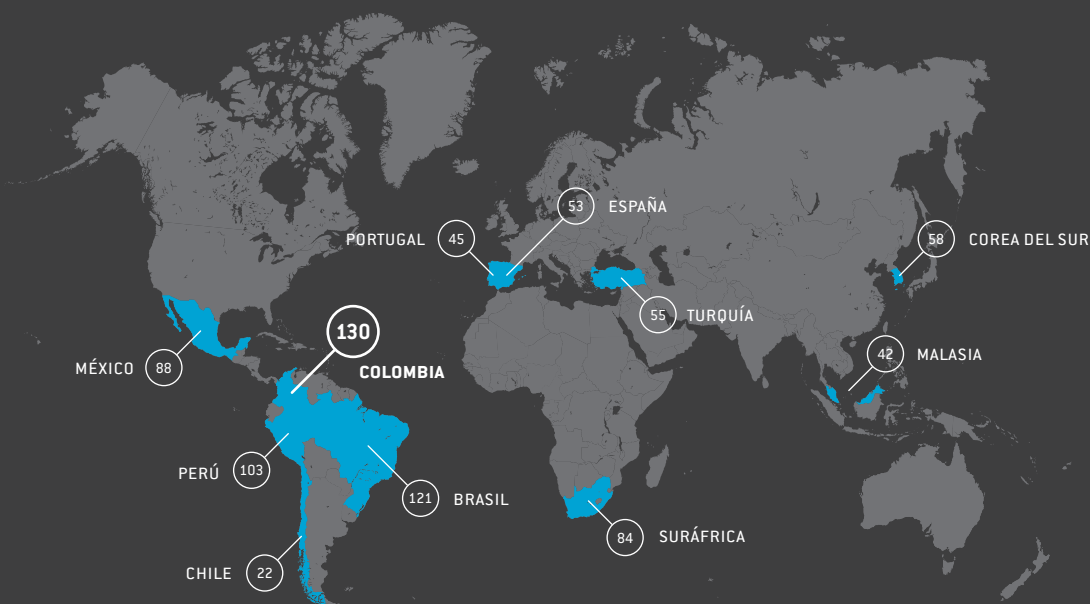 53 ESPAÑA
PORTUGAL 45
58 COREA DEL SUR
55 TURQUÍA
130
COLOMBIA
MÉXICO 88
42 MALASIA
PERÚ 103
121 BRASIL
84 SURÁFRICA
CHILE 22